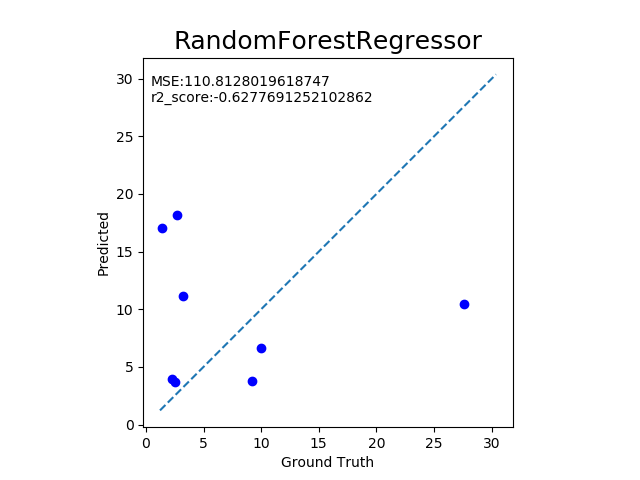 RandomForestRegressor
MSE:110.8128019618747
r2_score:-0.6277691252102862
30
25
20
15
10
5
0
Predicted
0 5 10 15 20 25 30
Ground Truth